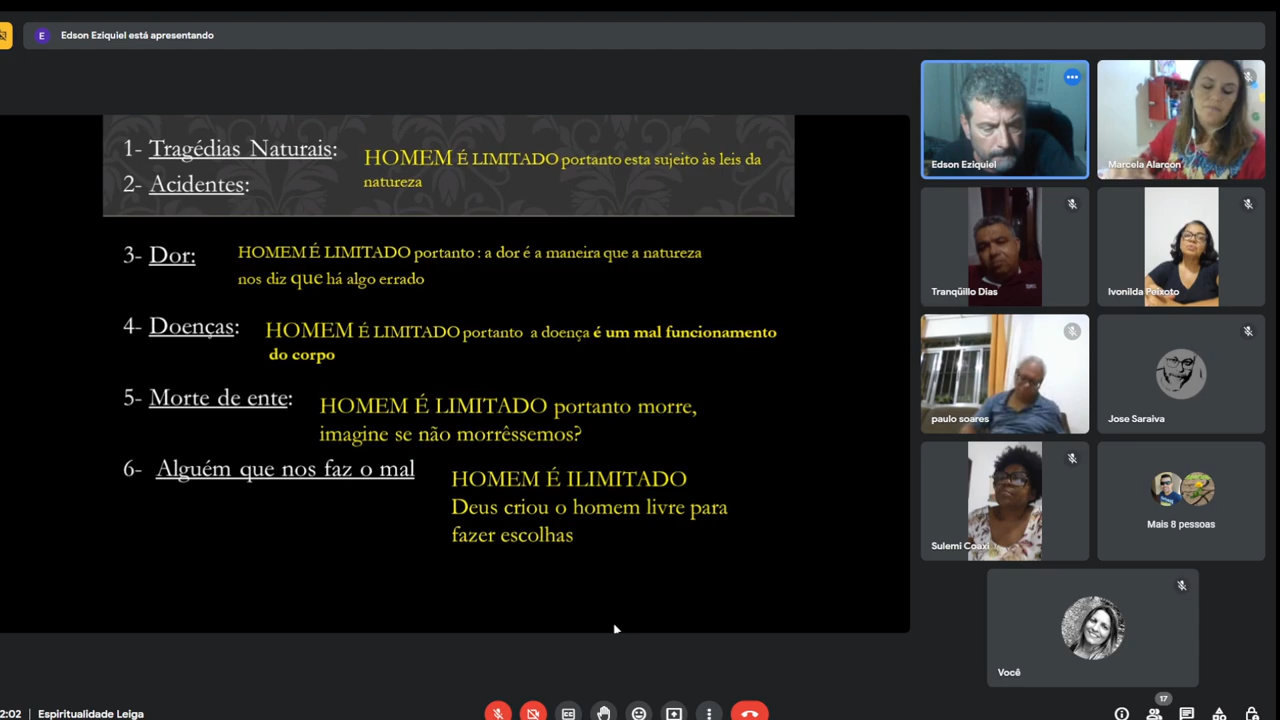 E
Edson Eziquiel está apresentando
1- Tragédias Naturais:
HOMEM É LIMITADO portanto esta sujeito às leis da
natureza
2- Acidentes:
3- Dor:
HOMEM É LIMITADO portanto : a dor é a maneira que a natureza
nos diz que há algo errado
4- Doenças:
HOMEM É LIMITADO portanto a doença é um mal funcionamento
do corpo
5- Morte de ente:
HOMEM É LIMITADO portanto morre,
imagine se não morrêssemos?
6- Alguém que nos faz o mal
HOMEM É ILIMITADO
Deus criou o homem livre para
fazer escolhas
Edson Eziquiel
Marcela Alarcon
Tranqüillo Dias
Ivonilda Peixoto
paulo soares
Jose Saraiva
Sulemi Coaxi
Mais 8 pessoas
Você
2:02 | Espiritualidade Leiga
17